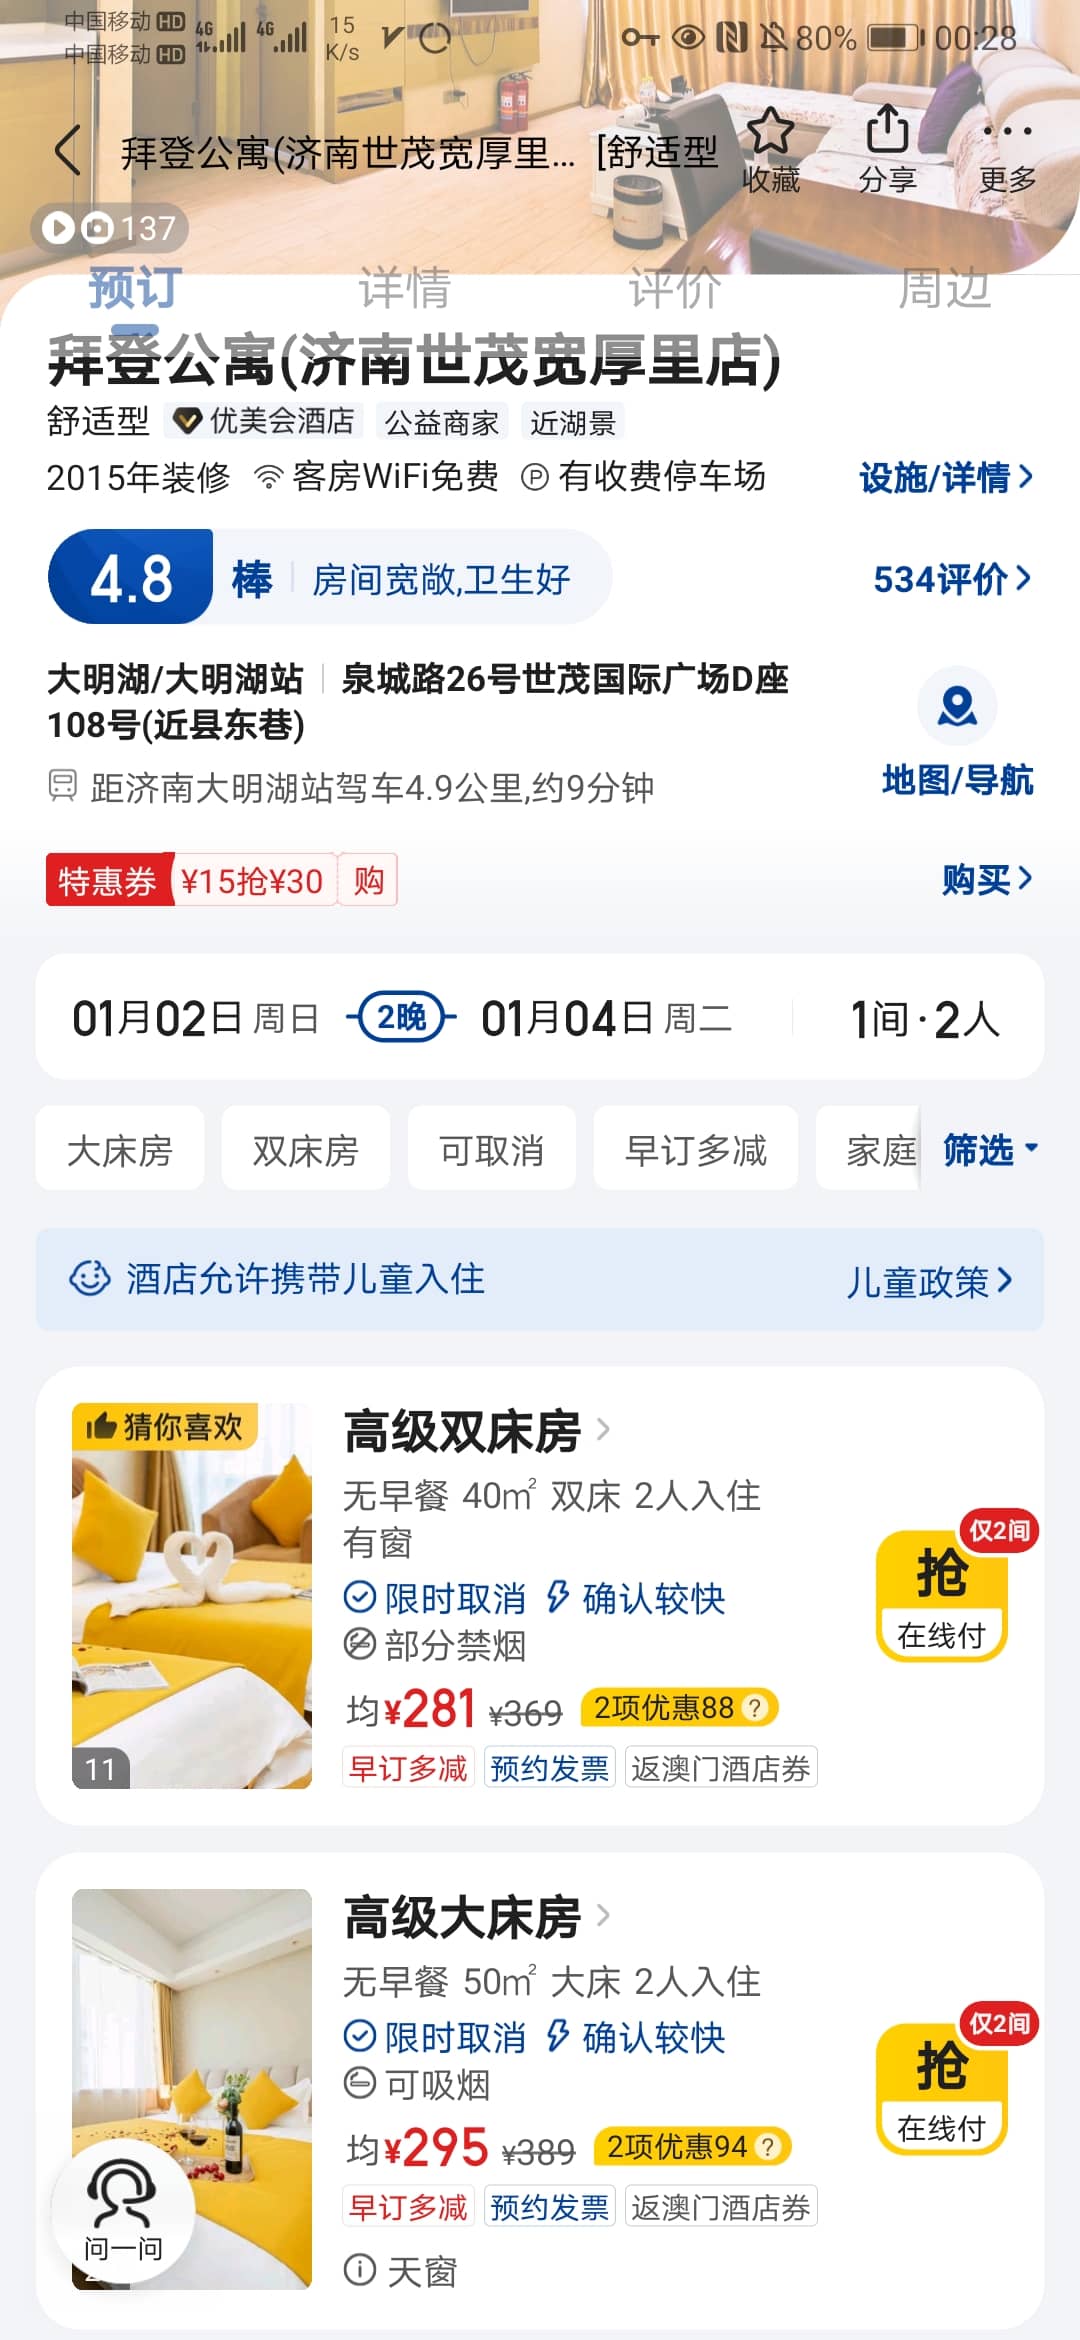 中国移动 HD 4G 4G 15 K/s 80% 00:28
中国移动 HD
拜登公寓(济南世茂宽厚里... [舒适型
收藏 分享 更多
137
预订 详情 评价 周边
拜登公寓(济南世茂宽厚里店)
舒适型 优美会酒店 公益商家 近湖景
2015年装修 客房WiFi免费 P 有收费停车场 设施/详情
4.8 棒 房间宽敞,卫生好 534评价
大明湖/大明湖站 泉城路26号世茂国际广场D座
108号(近县东巷)
距济南大明湖站驾车4.9公里,约9分钟 地图/导航
特惠券 ¥15抢¥30 购 购买
01月02日 周日 2晚 01月04日 周二 1间·2人
大床房 双床房 可取消 早订多减 家庭 筛选
酒店允许携带儿童入住 儿童政策
猜你喜欢
高级双床房
无早餐 40㎡ 双床 2人入住
有窗
限时取消 确认较快
部分禁烟
均¥281 ¥369 2项优惠88 ?
早订多减 预约发票 返澳门酒店券
仅2间
抢
在线付
11
高级大床房
无早餐 50㎡ 大床 2人入住
限时取消 确认较快
可吸烟
均¥295 ¥389 2项优惠94 ?
早订多减 预约发票 返澳门酒店券
天窗
仅2间
抢
在线付
问一问